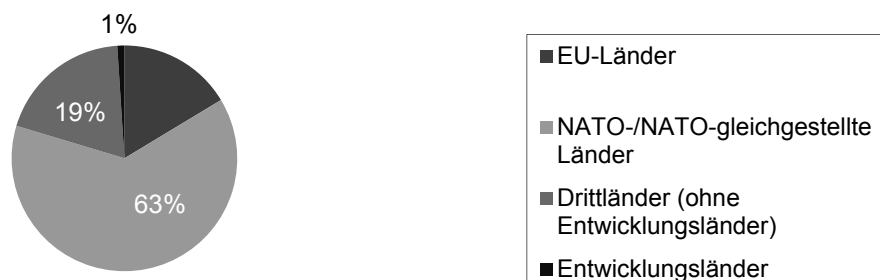 1%
19%
63%
EU-Länder
NATO-/NATO-gleichgestellte
Länder
Drittländer (ohne
Entwicklungsländer)
Entwicklungsländer